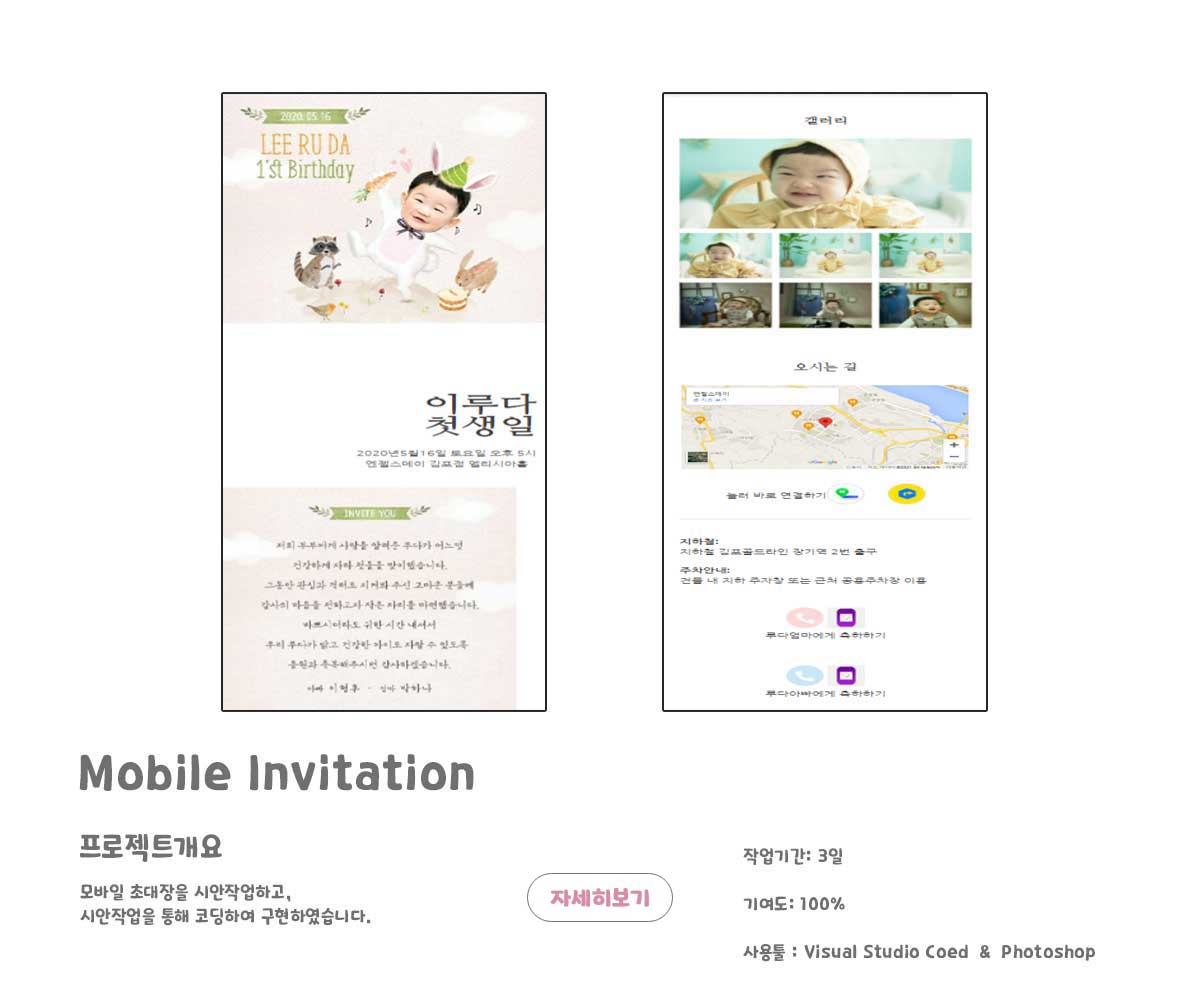 2020. 05. 16
LEE RU DA
1'st Birthday
이루다
첫생일
2020년5월16일 토요일 오후 5시
엔젤스데이 김포점 엘리시아홀
INVITE YOU
저희 부부에게 사랑을 알려준 루다가 어느덧
건강하게 자라 첫돌을 맞이했습니다.
그동안 관심과 격려로 지켜봐 주신 고마운 분들께
감사의 마음을 전하고자 작은 자리를 마련했습니다.
바쁘시더라도 귀한 시간 내셔서
우리 루다가 밝고 건강한 아이로 자랄 수 있도록
응원과 축복해주시면 감사하겠습니다.
아빠 이형훈 · 엄마 박하나
갤러리
오시는 길
엔젤스데이
Google
눌러 바로 연결하기
지하철:
지하철 김포골드라인 장기역 2번 출구
주차안내:
건물 내 지하 주차장 또는 근처 공용주차장 이용
루다엄마에게 축하하기
루다아빠에게 축하하기
Mobile Invitation
프로젝트개요
모바일 초대장을 시안작업하고,
시안작업을 통해 코딩하여 구현하였습니다.
자세히보기
작업기간: 3일
기여도: 100%
사용툴 : Visual Studio Coed & Photoshop